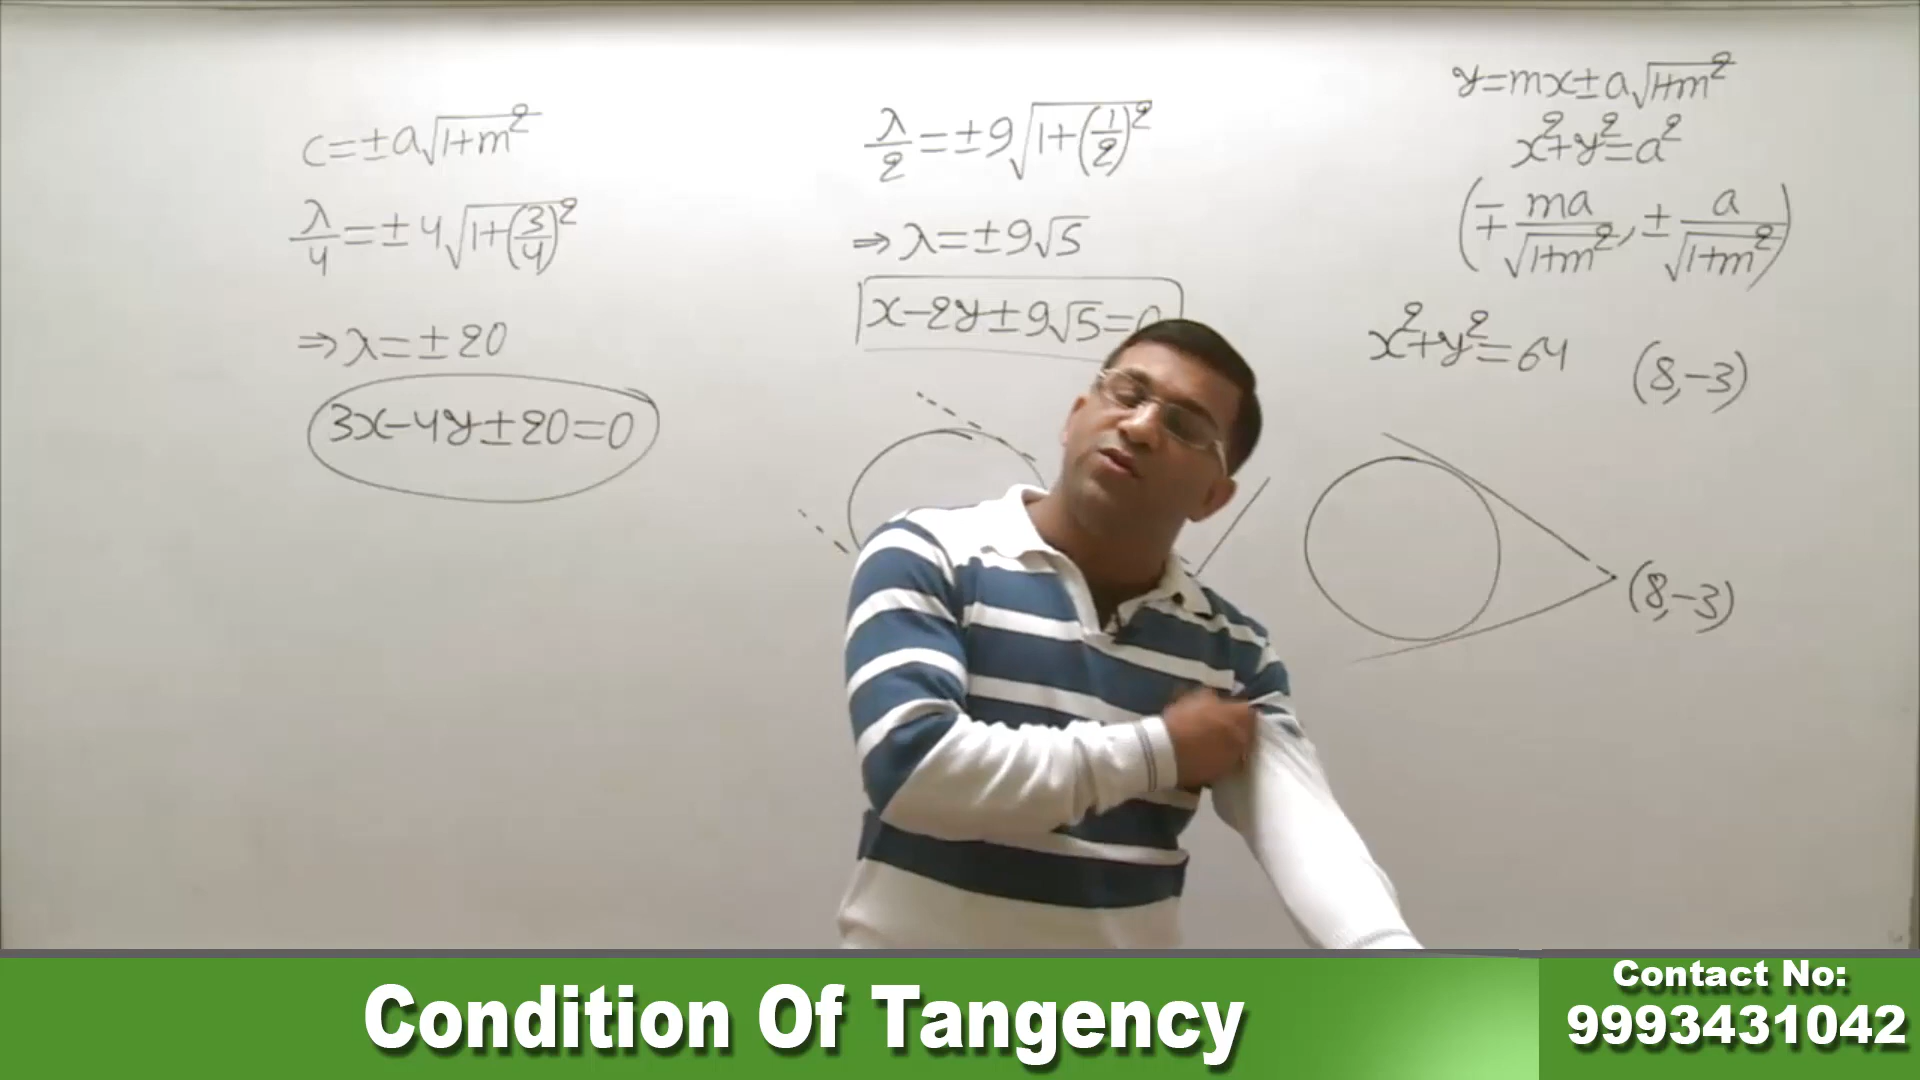 c=±a√1+m²
λ/4=±4√1+(3/4)²
⇒λ=±20
3x-4y±20=0
λ/2=±9√1+(1/2)²
⇒λ=±9√5
x-2y±9√5=0
y=mx±a√1+m²
x²+y²=a²
(∓ma/√1+m²,±a/√1+m²)
x²+y²=64 (8,-3)
(8,-3)
Condition Of Tangency
Contact No:
9993431042